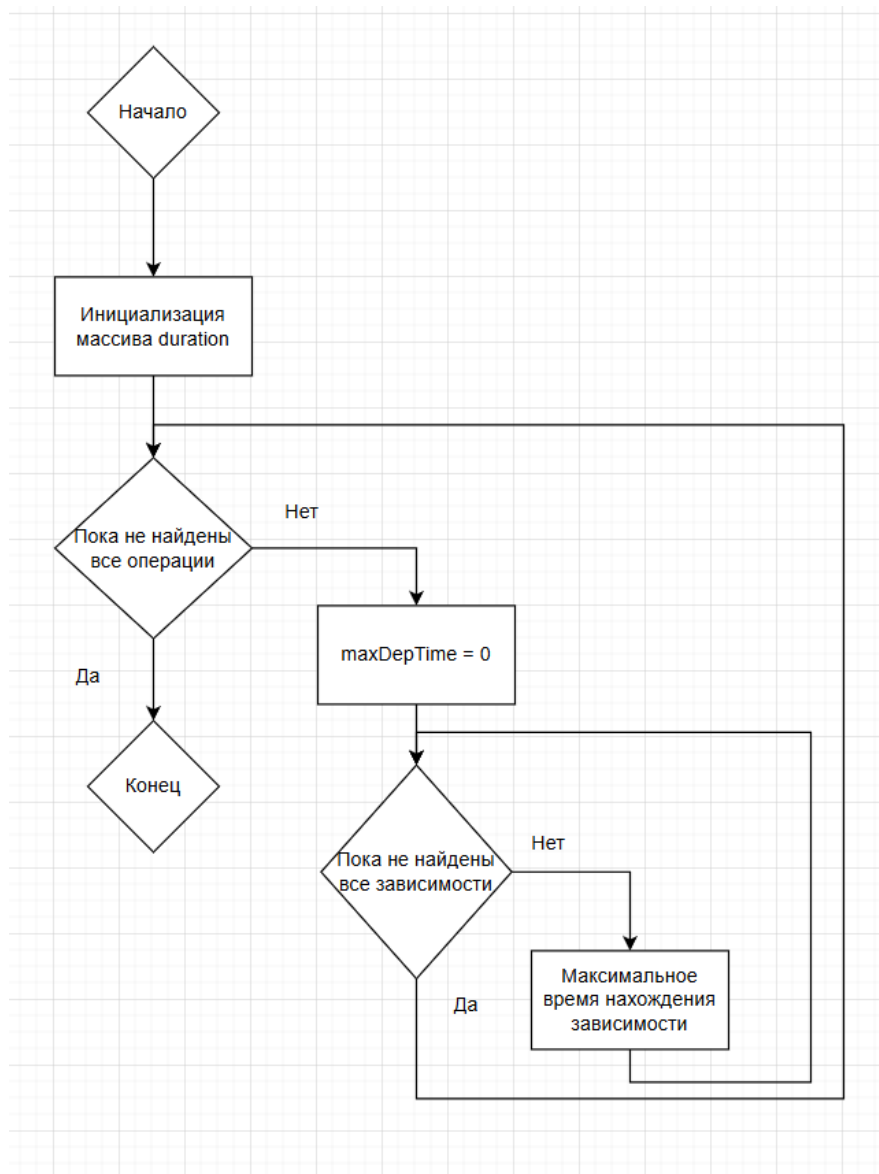 Начало
Инициализация
массива duration
Нет
Пока не найдены
все операции
maxDepTime = 0
Да
Конец
Нет
Пока не найдены
все зависимости
Максимальное
время нахождения
зависимости
Да